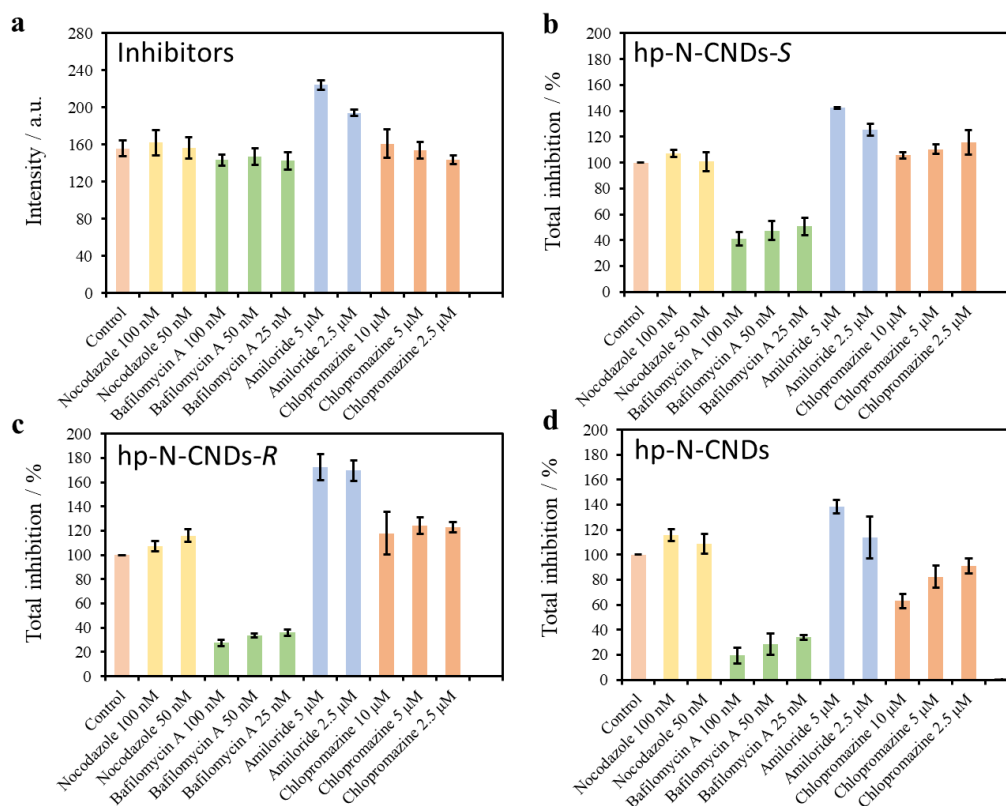 a
Inhibitors
Intensity / a.u.
280
240
200
160
120
80
40
0
Control
Nocodazole 100 nM
Nocodazole 50 nM
Bafilomycin A 100 nM
Bafilomycin A 50 nM
Bafilomycin A 25 nM
Amiloride 5 μM
Amiloride 2.5 μM
Chlopromazine 10 μM
Chlopromazine 5 μM
Chlopromazine 2.5 μM
b
hp-N-CNDs-S
Total inhibition / %
200
180
160
140
120
100
80
60
40
20
0
Control
Nocodazole 100 nM
Nocodazole 50 nM
Bafilomycin A 100 nM
Bafilomycin A 50 nM
Bafilomycin A 25 nM
Amiloride 5 μM
Amiloride 2.5 μM
Chlopromazine 10 μM
Chlopromazine 5 μM
Chlopromazine 2.5 μM
c
hp-N-CNDs-R
Total inhibition / %
200
180
160
140
120
100
80
60
40
20
0
Control
Nocodazole 100 nM
Nocodazole 50 nM
Bafilomycin A 100 nM
Bafilomycin A 50 nM
Bafilomycin A 25 nM
Amiloride 5 μM
Amiloride 2.5 μM
Chlopromazine 10 μM
Chlopromazine 5 μM
Chlopromazine 2.5 μM
d
hp-N-CNDs
Total inhibition / %
200
180
160
140
120
100
80
60
40
20
0
Control
Nocodazole 100 nM
Nocodazole 50 nM
Bafilomycin A 100 nM
Bafilomycin A 50 nM
Bafilomycin A 25 nM
Amiloride 5 μM
Amiloride 2.5 μM
Chlopromazine 10 μM
Chlopromazine 5 μM
Chlopromazine 2.5 μM